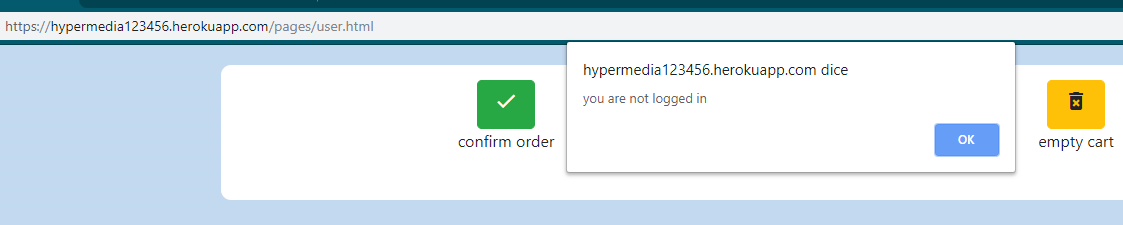 https://hypermedia123456.herokuapp.com/pages/user.html
hypermedia123456.herokuapp.com dice
you are not logged in
OK
confirm order
empty cart